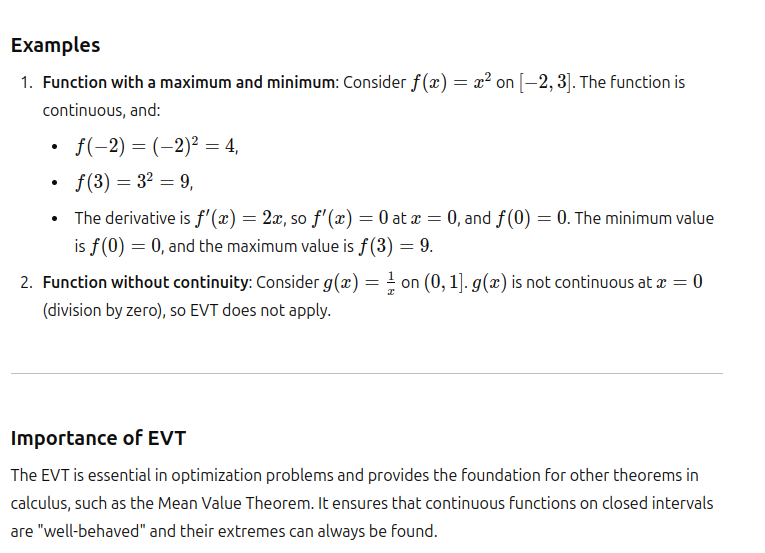 Examples
1. Function with a maximum and minimum: Consider f(x) = x² on [−2, 3]. The function is
continuous, and:
• f(−2) = (−2)² = 4,
• f(3) = 3² = 9,
• The derivative is f′(x) = 2x, so f′(x) = 0 at x = 0, and f(0) = 0. The minimum value
is f(0) = 0, and the maximum value is f(3) = 9.
2. Function without continuity: Consider g(x) = 1/x on (0, 1]. g(x) is not continuous at x = 0
(division by zero), so EVT does not apply.
Importance of EVT
The EVT is essential in optimization problems and provides the foundation for other theorems in
calculus, such as the Mean Value Theorem. It ensures that continuous functions on closed intervals
are "well-behaved" and their extremes can always be found.